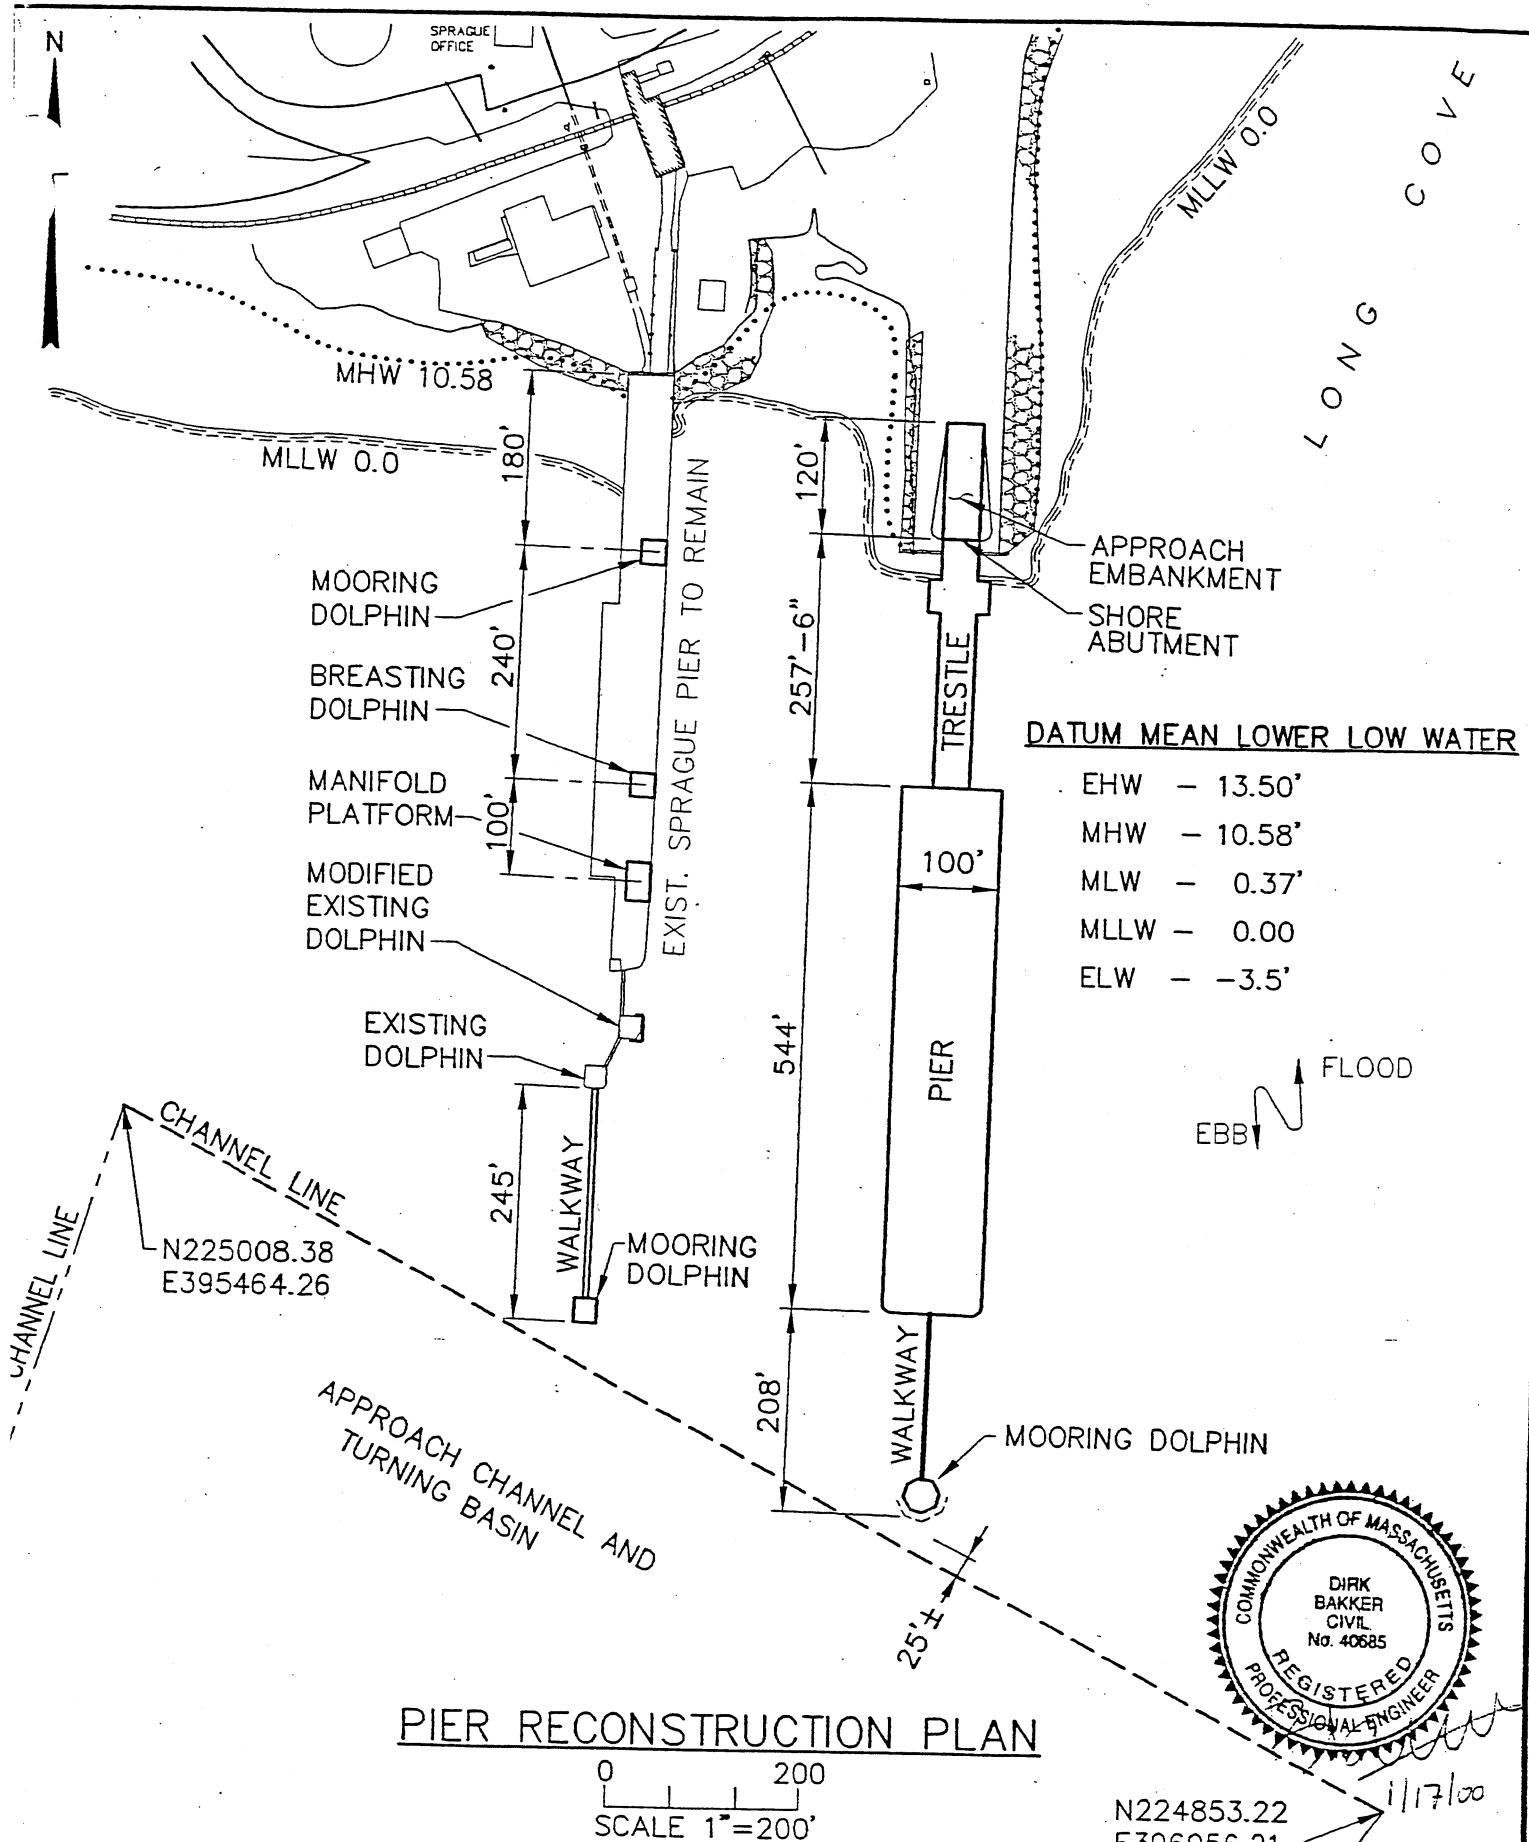 N
SPRAGUE
OFFICE
MLLW 0.0
LONG COVE
MHW 10.58
MLLW 0.0
180'
120'
EXIST. SPRAGUE PIER TO REMAIN
APPROACH
EMBANKMENT
SHORE
ABUTMENT
MOORING
DOLPHIN
240'
257'-6"
TRESTLE
BREASTING
DOLPHIN
MANIFOLD
PLATFORM
100'
MODIFIED
EXISTING
DOLPHIN
DATUM MEAN LOWER LOW WATER
EHW - 13.50'
MHW - 10.58'
MLW - 0.37'
MLLW - 0.00
ELW - -3.5'
100'
EXISTING
DOLPHIN
544'
PIER
FLOOD
EBB
CHANNEL LINE
CHANNEL LINE
N225008.38
E395464.26
245'
WALKWAY
MOORING
DOLPHIN
208'
WALKWAY
MOORING DOLPHIN
APPROACH CHANNEL AND
TURNING BASIN
25'±
COMMONWEALTH OF MASSACHUSETTS
DIRK
BAKKER
CIVIL
No. 40685
REGISTERED
PROFESSIONAL ENGINEER
1/17/00
PIER RECONSTRUCTION PLAN
0 200
SCALE 1"=200'
N224853.22